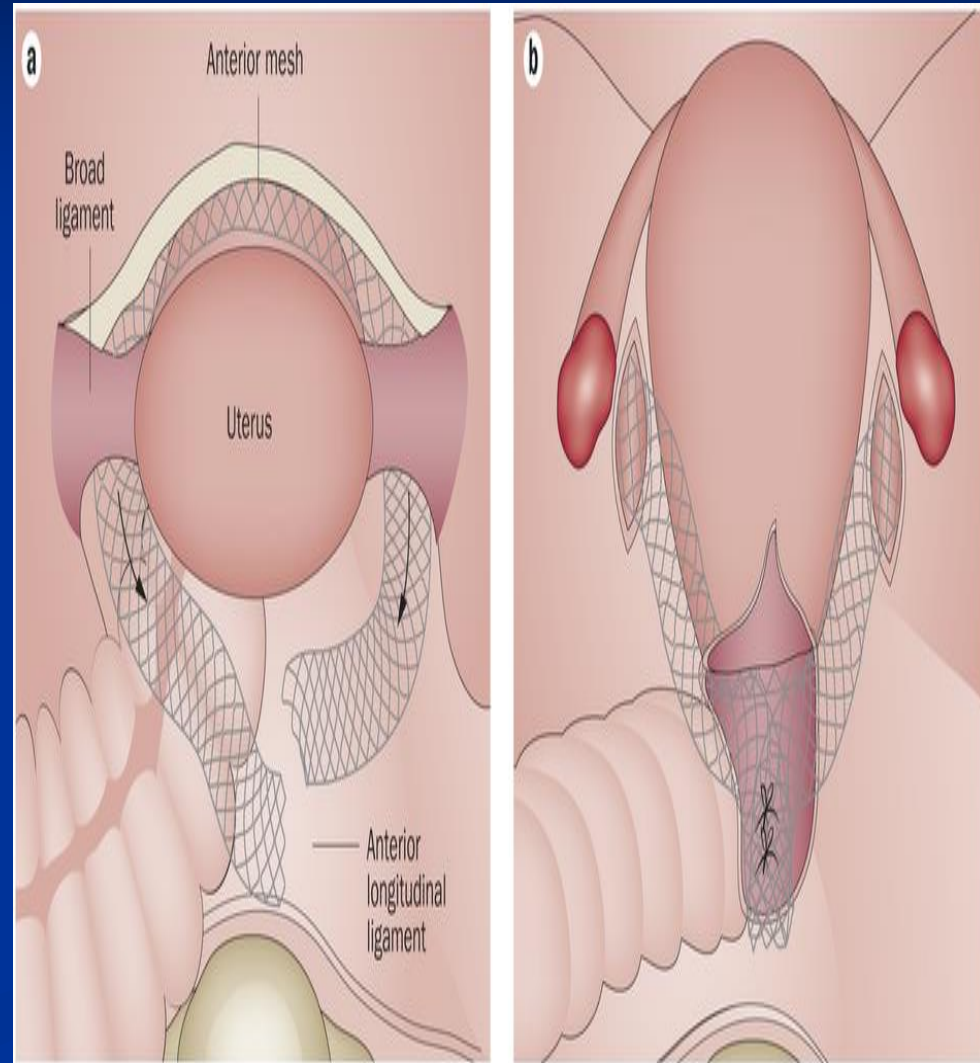 a
Anterior mesh
Broad
ligament
Uterus
Anterior
longitudinal
ligament
b